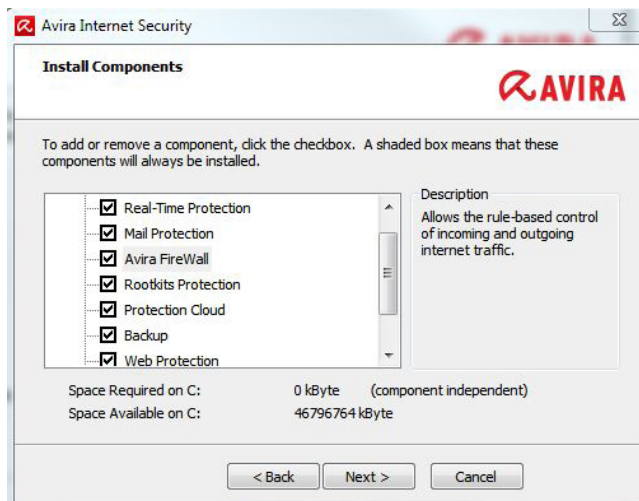 Avira Internet Security
Install Components
AVIRA
To add or remove a component, click the checkbox. A shaded box means that these
components will always be installed.
Real-Time Protection
Mail Protection
Avira FireWall
Rootkits Protection
Protection Cloud
Backup
Web Protection
Description
Allows the rule-based control
of incoming and outgoing
internet traffic.
Space Required on C: 0 kByte (component independent)
Space Available on C: 46796764 kByte
< Back Next > Cancel